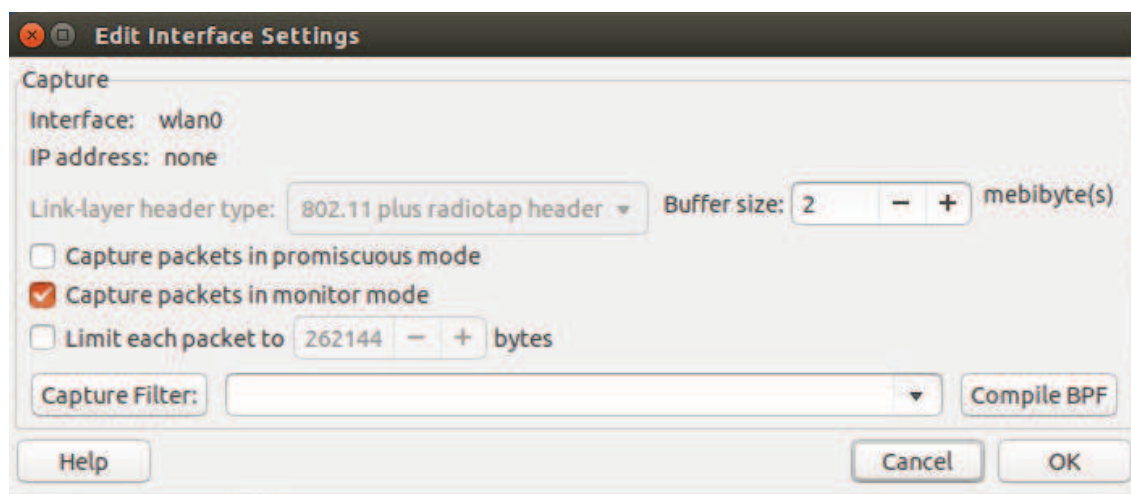 Edit Interface Settings
Capture
Interface: wlan0
IP address: none
Link-layer header type: 802.11 plus radiotap header Buffer size: 2 − + mebibyte(s)
Capture packets in promiscuous mode
Capture packets in monitor mode
Limit each packet to 262144 − + bytes
Capture Filter: Compile BPF
Help Cancel OK